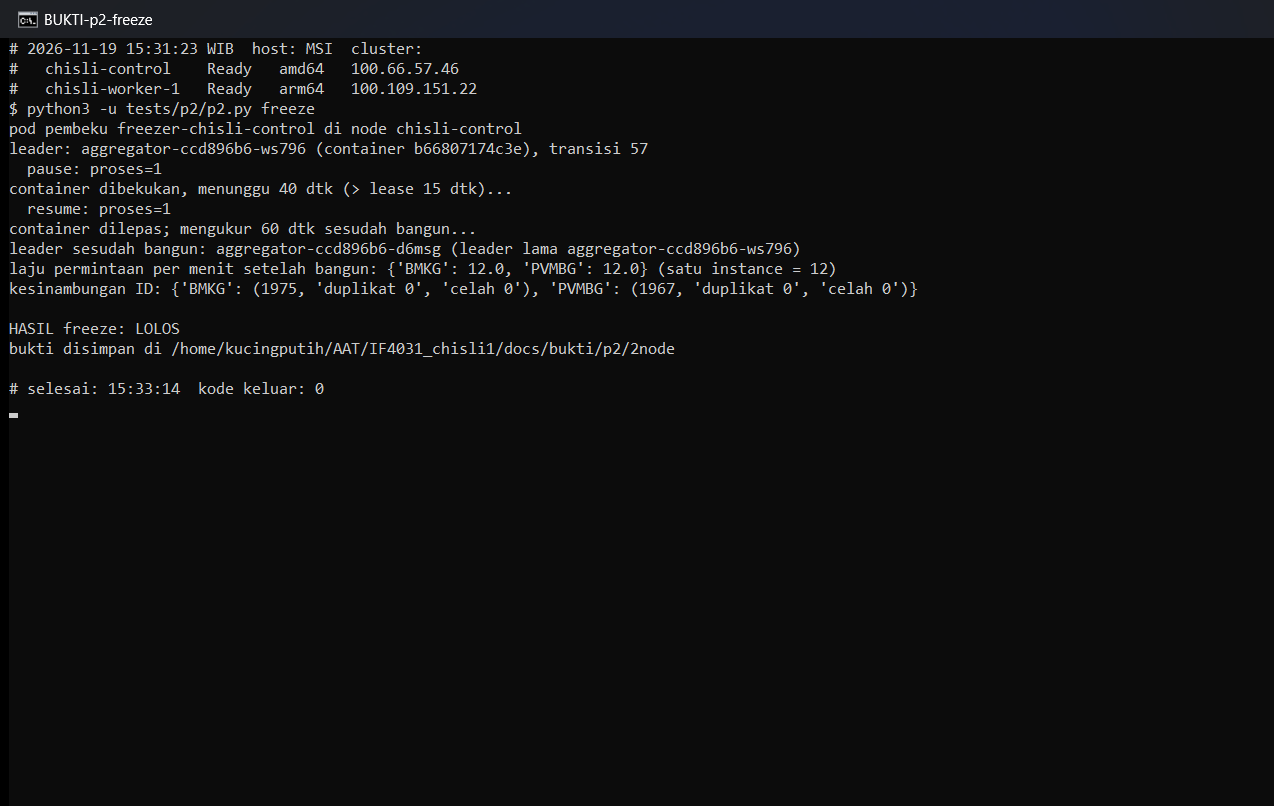 BUKTI-p2-freeze
# 2026-11-19 15:31:23 WIB  host: MSI  cluster:
#   chisli-control    Ready   amd64   100.66.57.46
#   chisli-worker-1   Ready   arm64   100.109.151.22
$ python3 -u tests/p2/p2.py freeze
pod pembeku freezer-chisli-control di node chisli-control
leader: aggregator-ccd896b6-ws796 (container b66807174c3e), transisi 57
  pause: proses=1
container dibekukan, menunggu 40 dtk (> lease 15 dtk)...
  resume: proses=1
container dilepas; mengukur 60 dtk sesudah bangun...
leader sesudah bangun: aggregator-ccd896b6-d6msg (leader lama aggregator-ccd896b6-ws796)
laju permintaan per menit setelah bangun: {'BMKG': 12.0, 'PVMBG': 12.0} (satu instance = 12)
kesinambungan ID: {'BMKG': (1975, 'duplikat 0', 'celah 0'), 'PVMBG': (1967, 'duplikat 0', 'celah 0')}
HASIL freeze: LOLOS
bukti disimpan di /home/kucingputih/AAT/IF4031_chisli1/docs/bukti/p2/2node
# selesai: 15:33:14  kode keluar: 0